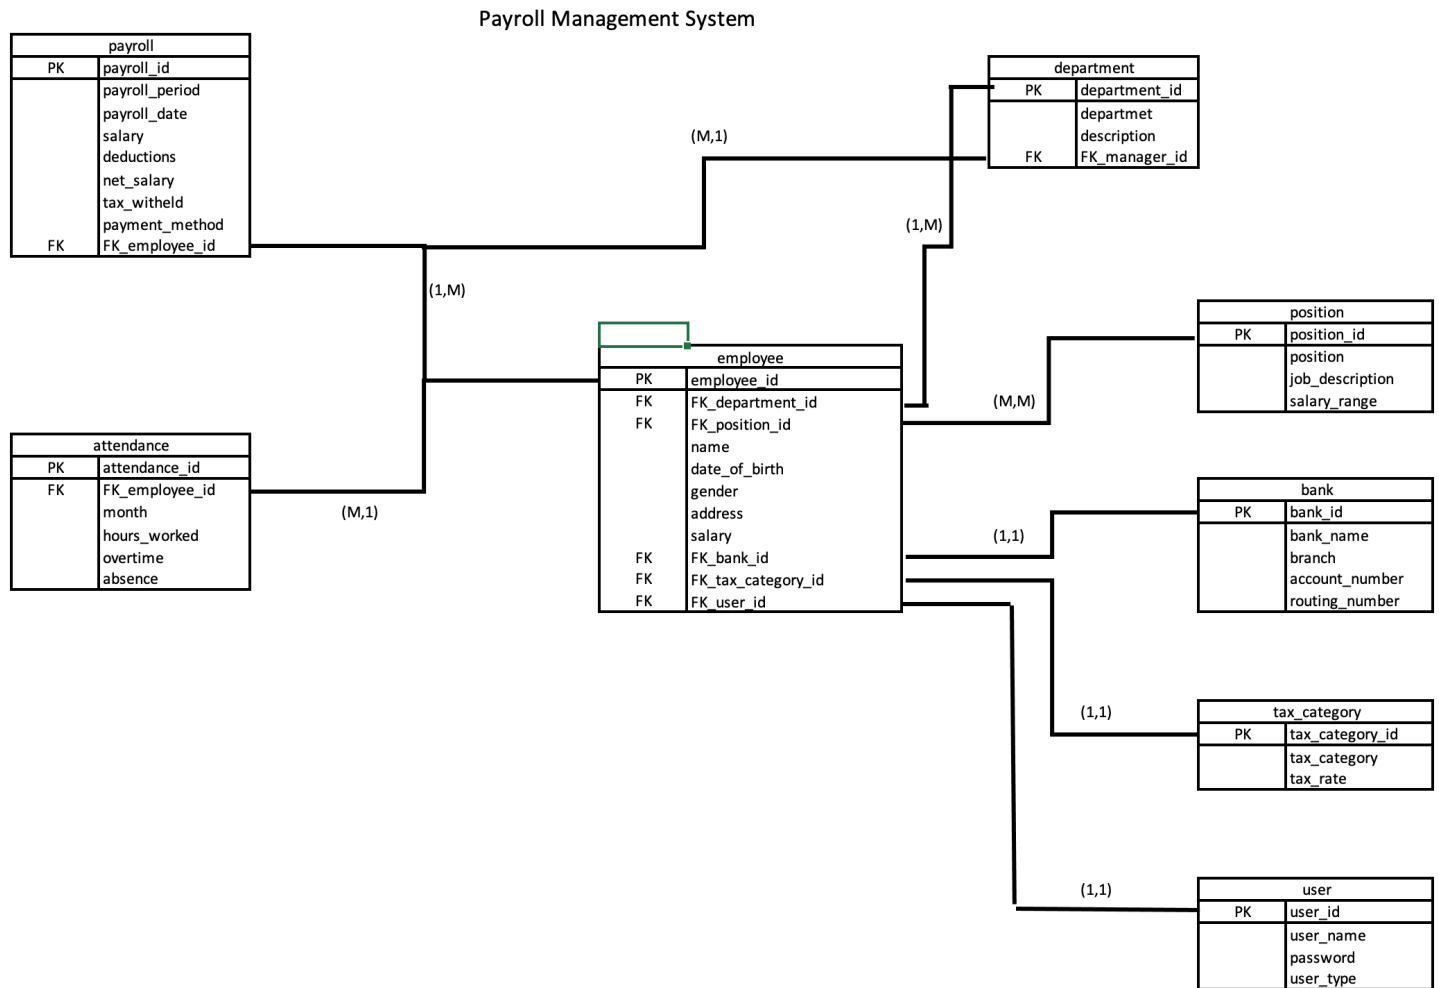 Payroll Management System
payroll
PK payroll_id
payroll_period
payroll_date
salary
deductions
net_salary
tax_witheld
payment_method
FK FK_employee_id
department
PK department_id
departmet
description
FK FK_manager_id
(M,1)
(1,M)
(1,M)
position
PK position_id
position
job_description
salary_range
employee
PK employee_id
FK FK_department_id
FK FK_position_id
name
date_of_birth
gender
address
salary
FK FK_bank_id
FK FK_tax_category_id
FK FK_user_id
(M,M)
attendance
PK attendance_id
FK FK_employee_id
month
hours_worked
overtime
absence
(M,1)
bank
PK bank_id
bank_name
branch
account_number
routing_number
(1,1)
tax_category
PK tax_category_id
tax_category
tax_rate
(1,1)
user
PK user_id
user_name
password
user_type
(1,1)